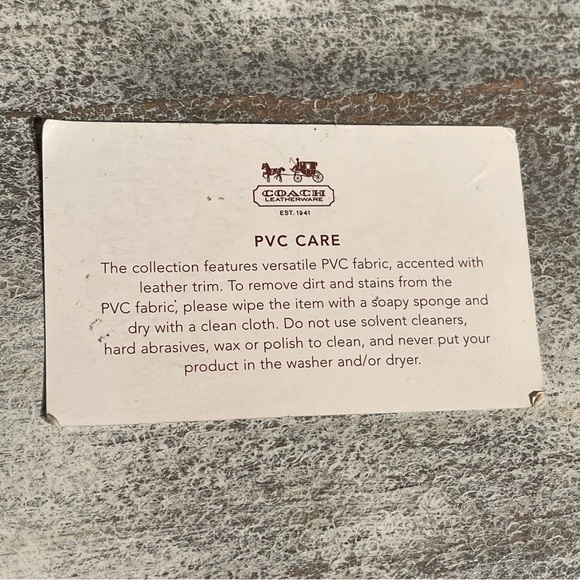 COACH
LEATHERWARE
EST. 1941
PVC CARE
The collection features versatile PVC fabric, accented with
leather trim. To remove dirt and stains from the
PVC fabric, please wipe the item with a soapy sponge and
dry with a clean cloth. Do not use solvent cleaners,
hard abrasives, wax or polish to clean, and never put your
product in the washer and/or dryer.